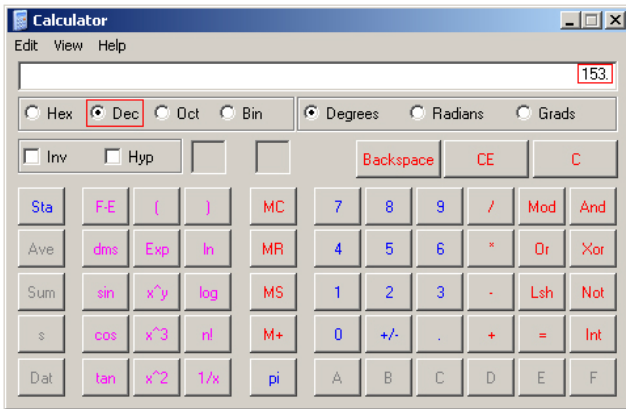 Calculator
Edit View Help
153.
Hex Dec Oct Bin Degrees Radians Grads
Inv Hyp Backspace CE C
Sta F-E ( ) MC 7 8 9 / Mod And
Ave dms Exp ln MR 4 5 6 * Or Xor
Sum sin x^y log MS 1 2 3 - Lsh Not
s cos x^3 n! M+ 0 +/- . + = Int
Dat tan x^2 1/x pi A B C D E F